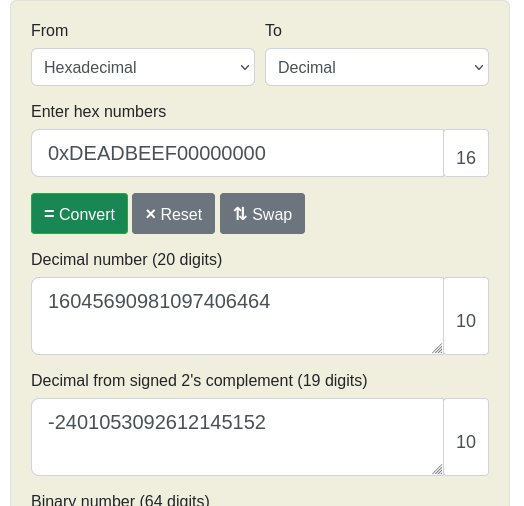 From To
Hexadecimal Decimal
Enter hex numbers
0xDEADBEEF00000000 16
= Convert × Reset ⇅ Swap
Decimal number (20 digits)
16045690981097406464 10
Decimal from signed 2's complement (19 digits)
-2401053092612145152 10
Binary number (64 digits)